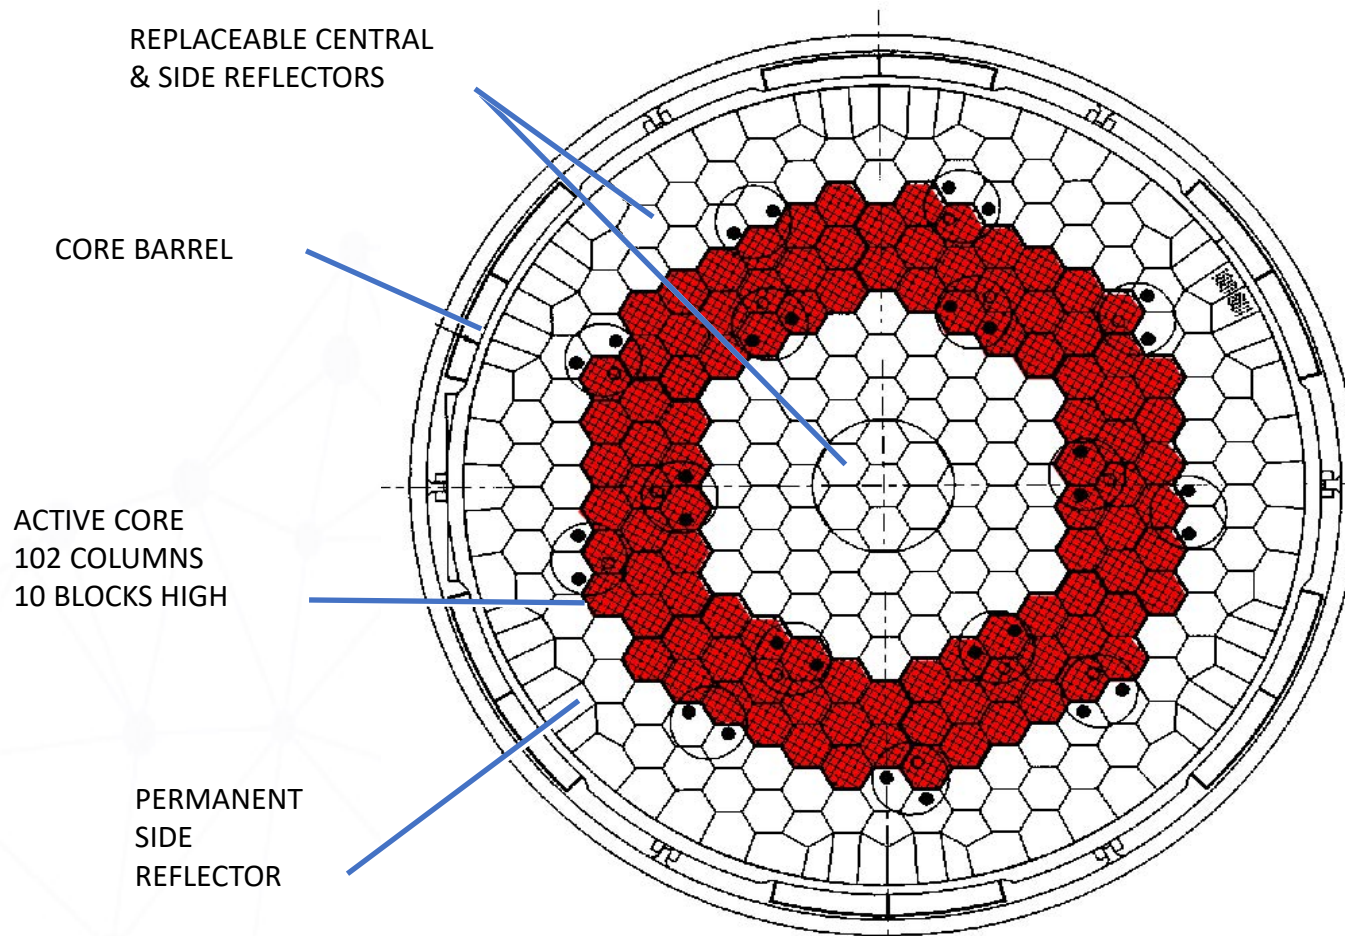 REPLACEABLE CENTRAL
& SIDE REFLECTORS
CORE BARREL
ACTIVE CORE
102 COLUMNS
10 BLOCKS HIGH
PERMANENT
SIDE
REFLECTOR